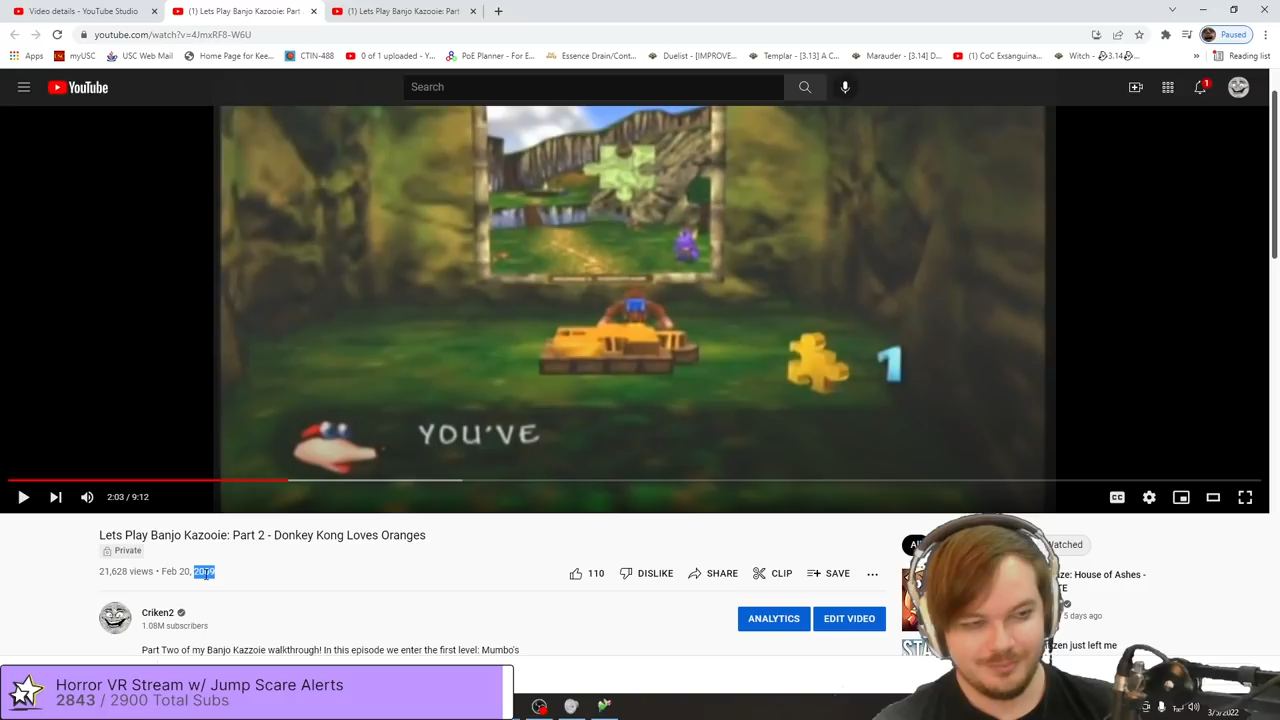 Video details - YouTube Studio
(1) Lets Play Banjo Kazooie: Part
(1) Lets Play Banjo Kazooie: Part
youtube.com/watch?v=4JmxRF8-W6U
Paused
Apps
myUSC
USC Web Mail
Home Page for Kee...
CTIN-488
0 of 1 uploaded - Y...
PoE Planner - For E...
Essence Drain/Cont...
Duelist - [IMPROVE...
Templar - [3.13] A C...
Marauder - [3.14] D...
(1) CoC Exsanguina...
Witch -
Reading list
YouTube
Search
1
1
YOU'VE
2:03 / 9:12
CC
Lets Play Banjo Kazooie: Part 2 - Donkey Kong Loves Oranges
Private
21,628 views • Feb 20,
110
DISLIKE
SHARE
CLIP
SAVE
Watched
Criken2
1.08M subscribers
ANALYTICS
EDIT VIDEO
Part Two of my Banjo Kazzoie walkthrough! In this episode we enter the first level: Mumbo's
House of Ashes -
5 days ago
just left me
Horror VR Stream w/ Jump Scare Alerts
2843 / 2900 Total Subs
3/5/2022